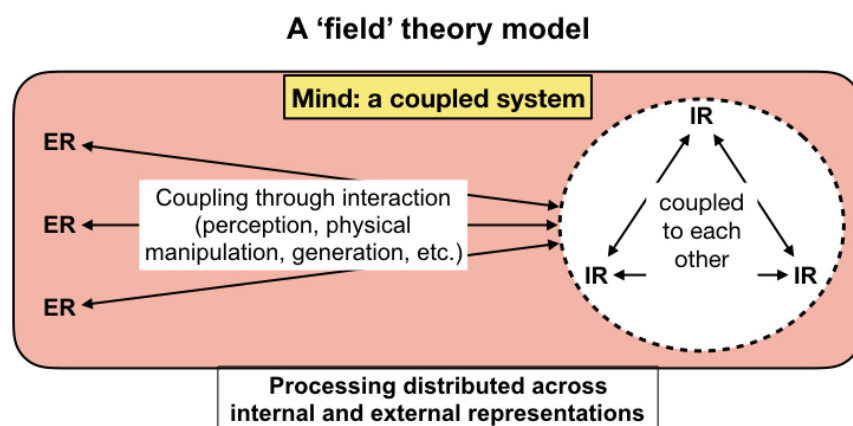 A ‘field’ theory model
Mind: a coupled system
ER
ER
ER
Coupling through interaction
(perception, physical
manipulation, generation, etc.)
IR
coupled
to each
other
IR
IR
Processing distributed across
internal and external representations